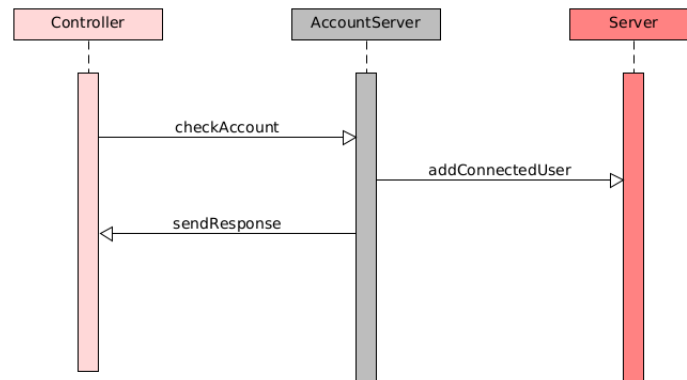 Controller
AccountServer
Server
checkAccount
addConnectedUser
sendResponse